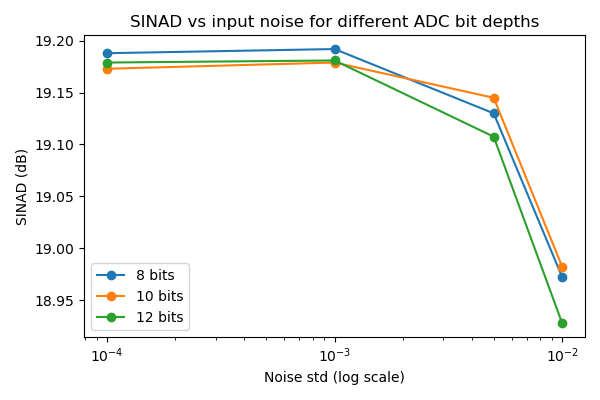 SINAD vs input noise for different ADC bit depths
19.20
19.15
19.10
19.05
19.00
18.95
SINAD (dB)
8 bits
10 bits
12 bits
10⁻⁴
10⁻³
10⁻²
Noise std (log scale)